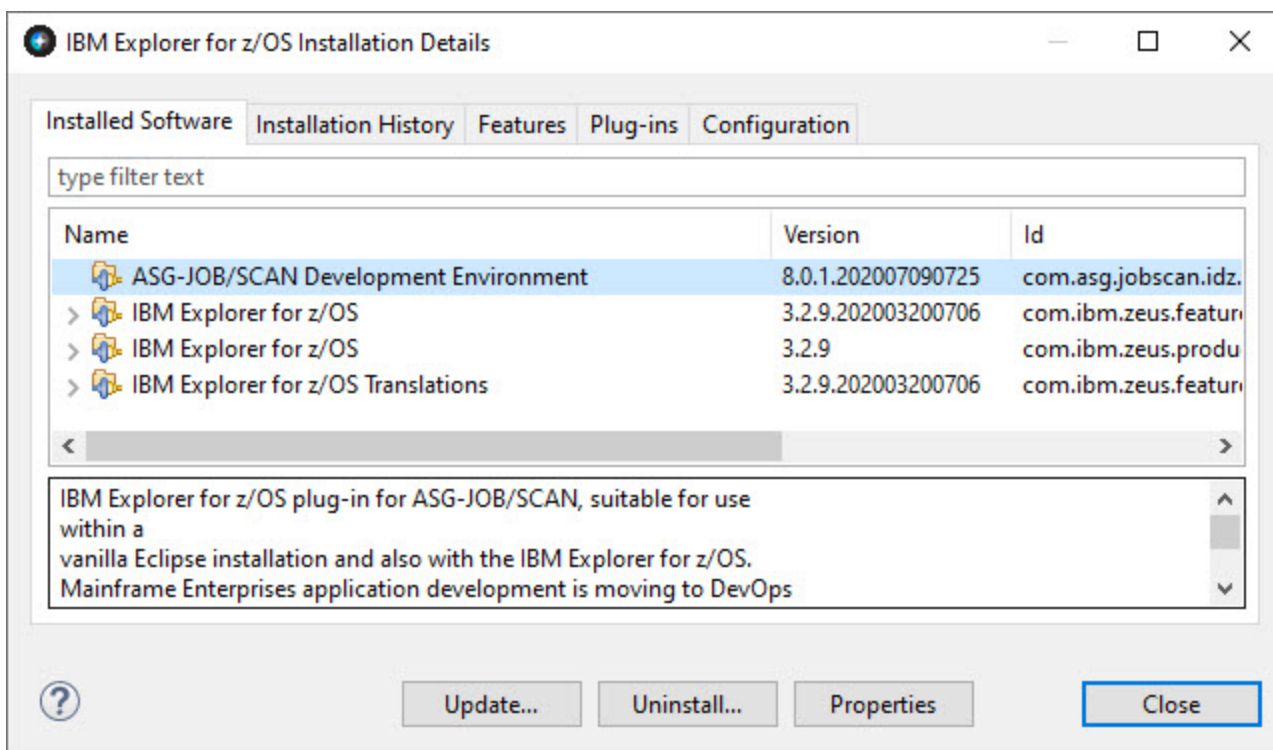 IBM Explorer for z/OS Installation Details
Installed Software Installation History Features Plug-ins Configuration
type filter text
Name Version Id
ASG-JOB/SCAN Development Environment 8.0.1.202007090725 com.asg.jobscan.idz.
IBM Explorer for z/OS 3.2.9.202003200706 com.ibm.zeus.featur
IBM Explorer for z/OS 3.2.9 com.ibm.zeus.produ
IBM Explorer for z/OS Translations 3.2.9.202003200706 com.ibm.zeus.featur
IBM Explorer for z/OS plug-in for ASG-JOB/SCAN, suitable for use
within a
vanilla Eclipse installation and also with the IBM Explorer for z/OS.
Mainframe Enterprises application development is moving to DevOps
? Update... Uninstall... Properties Close